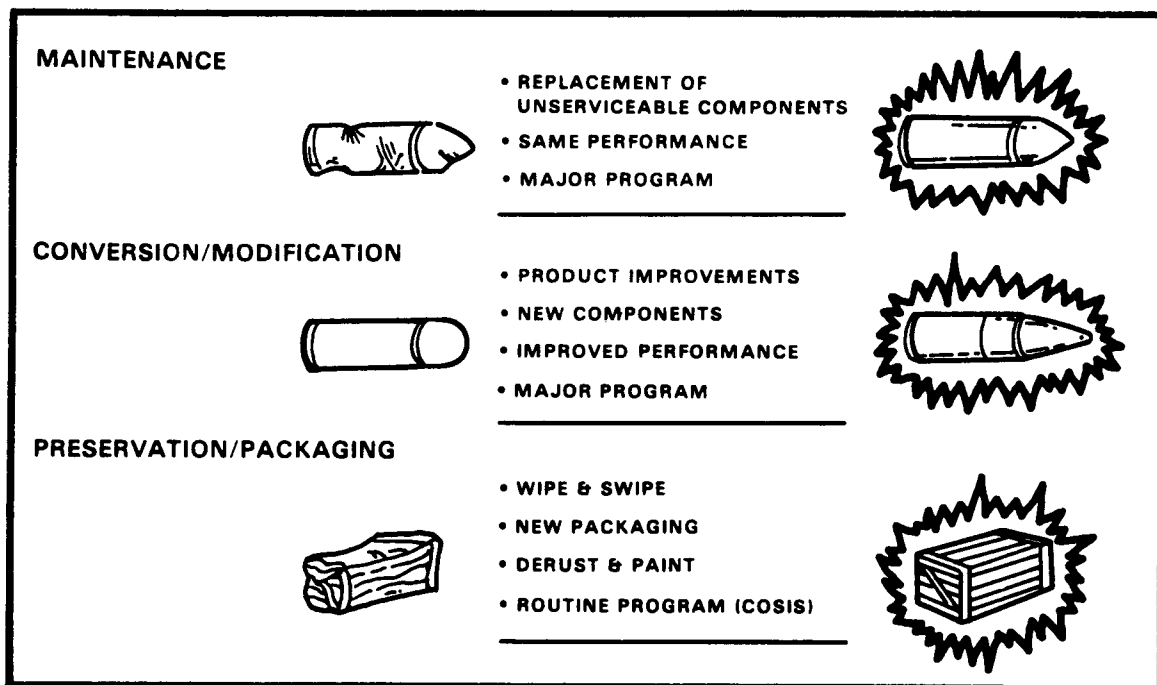 MAINTENANCE
• REPLACEMENT OF
UNSERVICEABLE COMPONENTS
• SAME PERFORMANCE
• MAJOR PROGRAM
CONVERSION/MODIFICATION
• PRODUCT IMPROVEMENTS
• NEW COMPONENTS
• IMPROVED PERFORMANCE
• MAJOR PROGRAM
PRESERVATION/PACKAGING
• WIPE & SWIPE
• NEW PACKAGING
• DERUST & PAINT
• ROUTINE PROGRAM (COSIS)